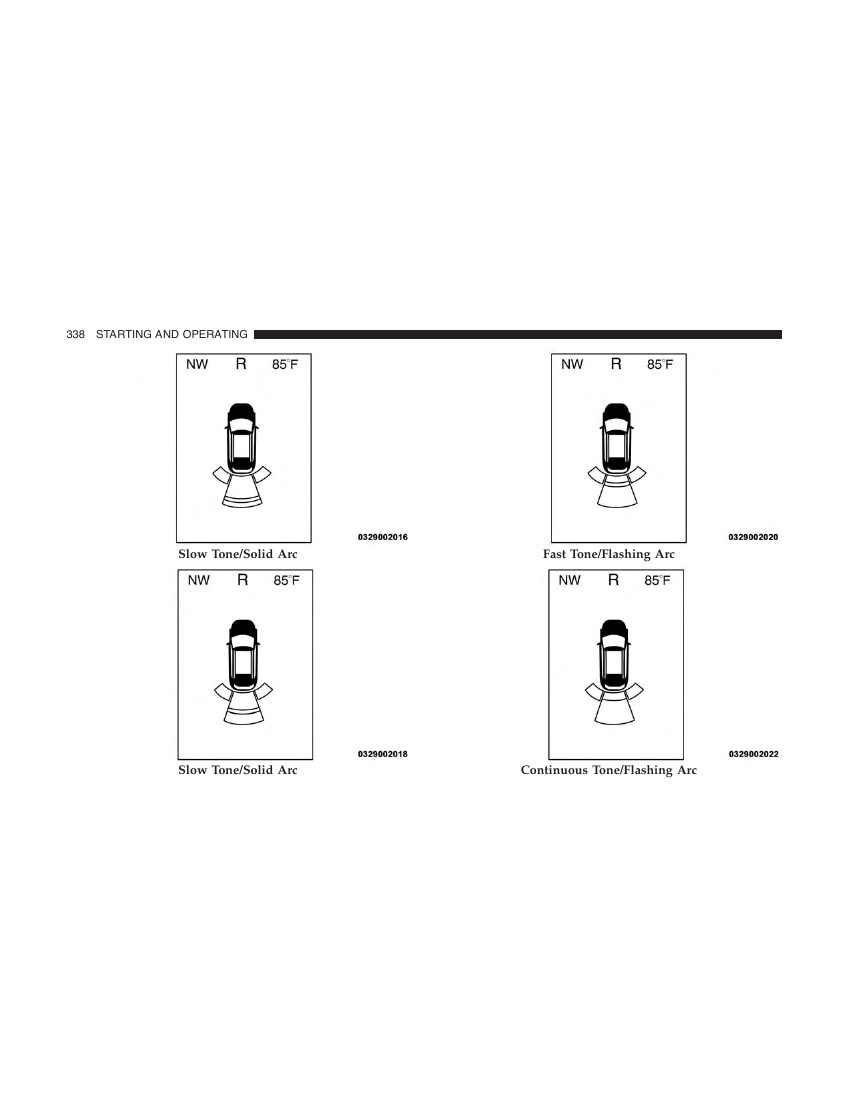 338 STARTING AND OPERATING
NW R 85°F
0329002016
Slow Tone/Solid Arc
NW R 85°F
0329002020
Fast Tone/Flashing Arc
NW R 85°F
0329002018
Slow Tone/Solid Arc
NW R 85°F
0329002022
Continuous Tone/Flashing Arc